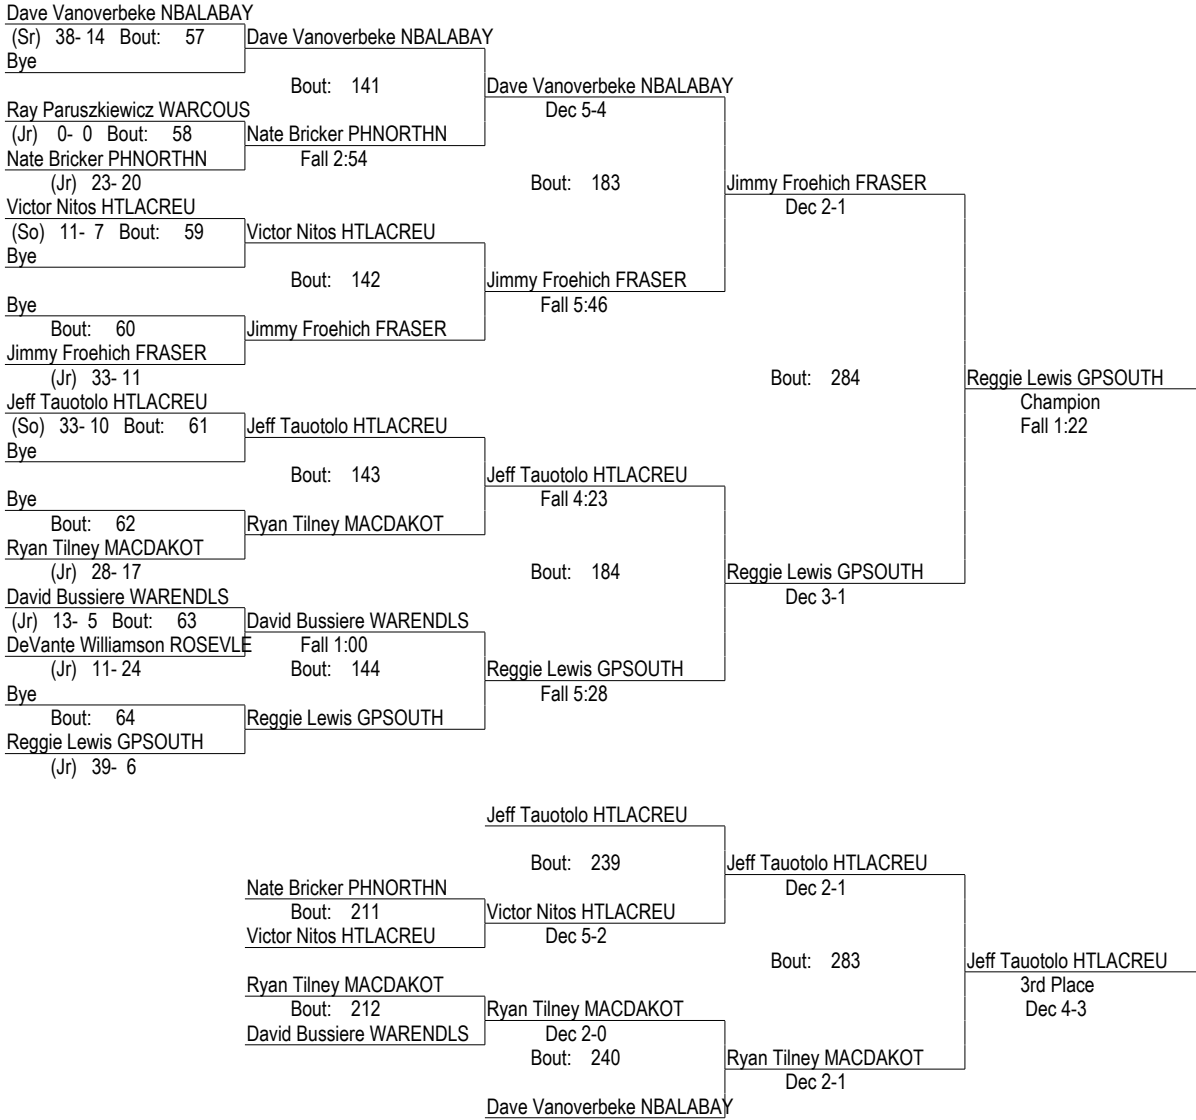 Dave Vanoverbeke NBALABAY
(Sr) 38- 14 Bout: 57 Dave Vanoverbeke NBALABAY
Bye
Bout: 141 Dave Vanoverbeke NBALABAY
Ray Paruszkiewicz WARCOUS Dec 5-4
(Jr) 0- 0 Bout: 58 Nate Bricker PHNORTHN
Nate Bricker PHNORTHN Fall 2:54
(Jr) 23- 20 Bout: 183 Jimmy Froehich FRASER
Victor Nitos HTLACREU Dec 2-1
(So) 11- 7 Bout: 59 Victor Nitos HTLACREU
Bye
Bout: 142 Jimmy Froehich FRASER
Bye Fall 5:46
Bout: 60 Jimmy Froehich FRASER
Jimmy Froehich FRASER
(Jr) 33- 11 Bout: 284 Reggie Lewis GPSOUTH
Jeff Tauotolo HTLACREU Champion
(So) 33- 10 Bout: 61 Jeff Tauotolo HTLACREU Fall 1:22
Bye
Bout: 143 Jeff Tauotolo HTLACREU
Bye Fall 4:23
Bout: 62 Ryan Tilney MACDAKOT
Ryan Tilney MACDAKOT
(Jr) 28- 17 Bout: 184 Reggie Lewis GPSOUTH
David Bussiere WARENDLS Dec 3-1
(Jr) 13- 5 Bout: 63 David Bussiere WARENDLS
DeVante Williamson ROSEVLE Fall 1:00
(Jr) 11- 24 Bout: 144 Reggie Lewis GPSOUTH
Bye Fall 5:28
Bout: 64 Reggie Lewis GPSOUTH
Reggie Lewis GPSOUTH
(Jr) 39- 6
Jeff Tauotolo HTLACREU
Bout: 239 Jeff Tauotolo HTLACREU
Nate Bricker PHNORTHN Dec 2-1
Bout: 211 Victor Nitos HTLACREU
Victor Nitos HTLACREU Dec 5-2
Bout: 283 Jeff Tauotolo HTLACREU
Ryan Tilney MACDAKOT 3rd Place
Bout: 212 Ryan Tilney MACDAKOT Dec 4-3
David Bussiere WARENDLS Dec 2-0
Bout: 240 Ryan Tilney MACDAKOT
Dec 2-1
Dave Vanoverbeke NBALABAY